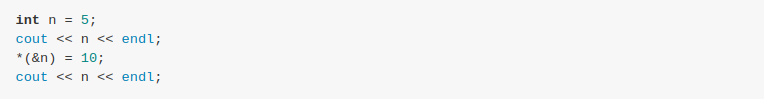 int n = 5;
cout << n << endl;
*(&n) = 10;
cout << n << endl;